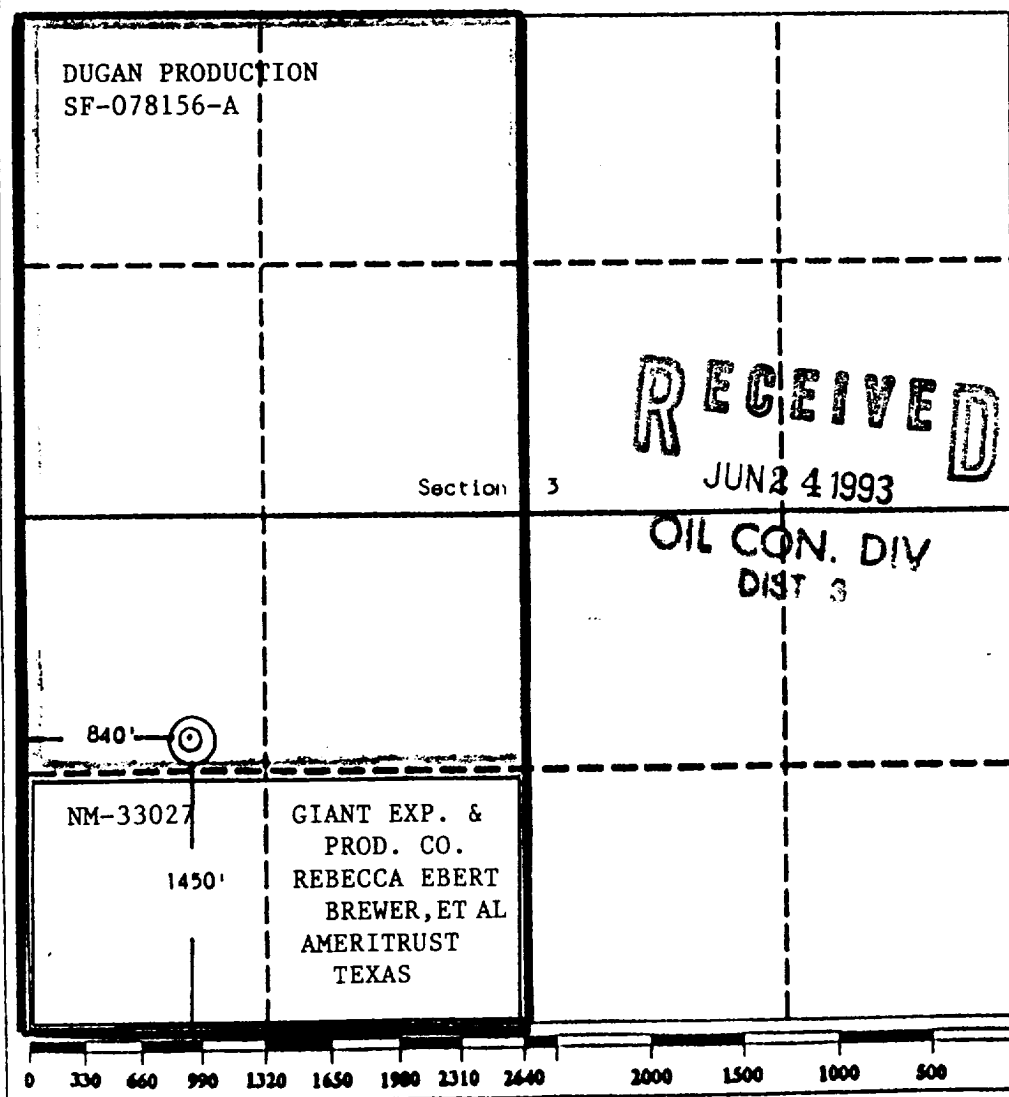 DUGAN PRODUCTION
SF-078156-A
RECEIVED
Section 3
JUN 24 1993
OIL CON. DIV
DIST 3
840'
NM-33027
GIANT EXP. &
PROD. CO.
1450'
REBECCA EBERT
BREWER, ET AL
AMERITRUST
TEXAS
0 330 660 990 1320 1650 1980 2310 2640 2000 1500 1000 500